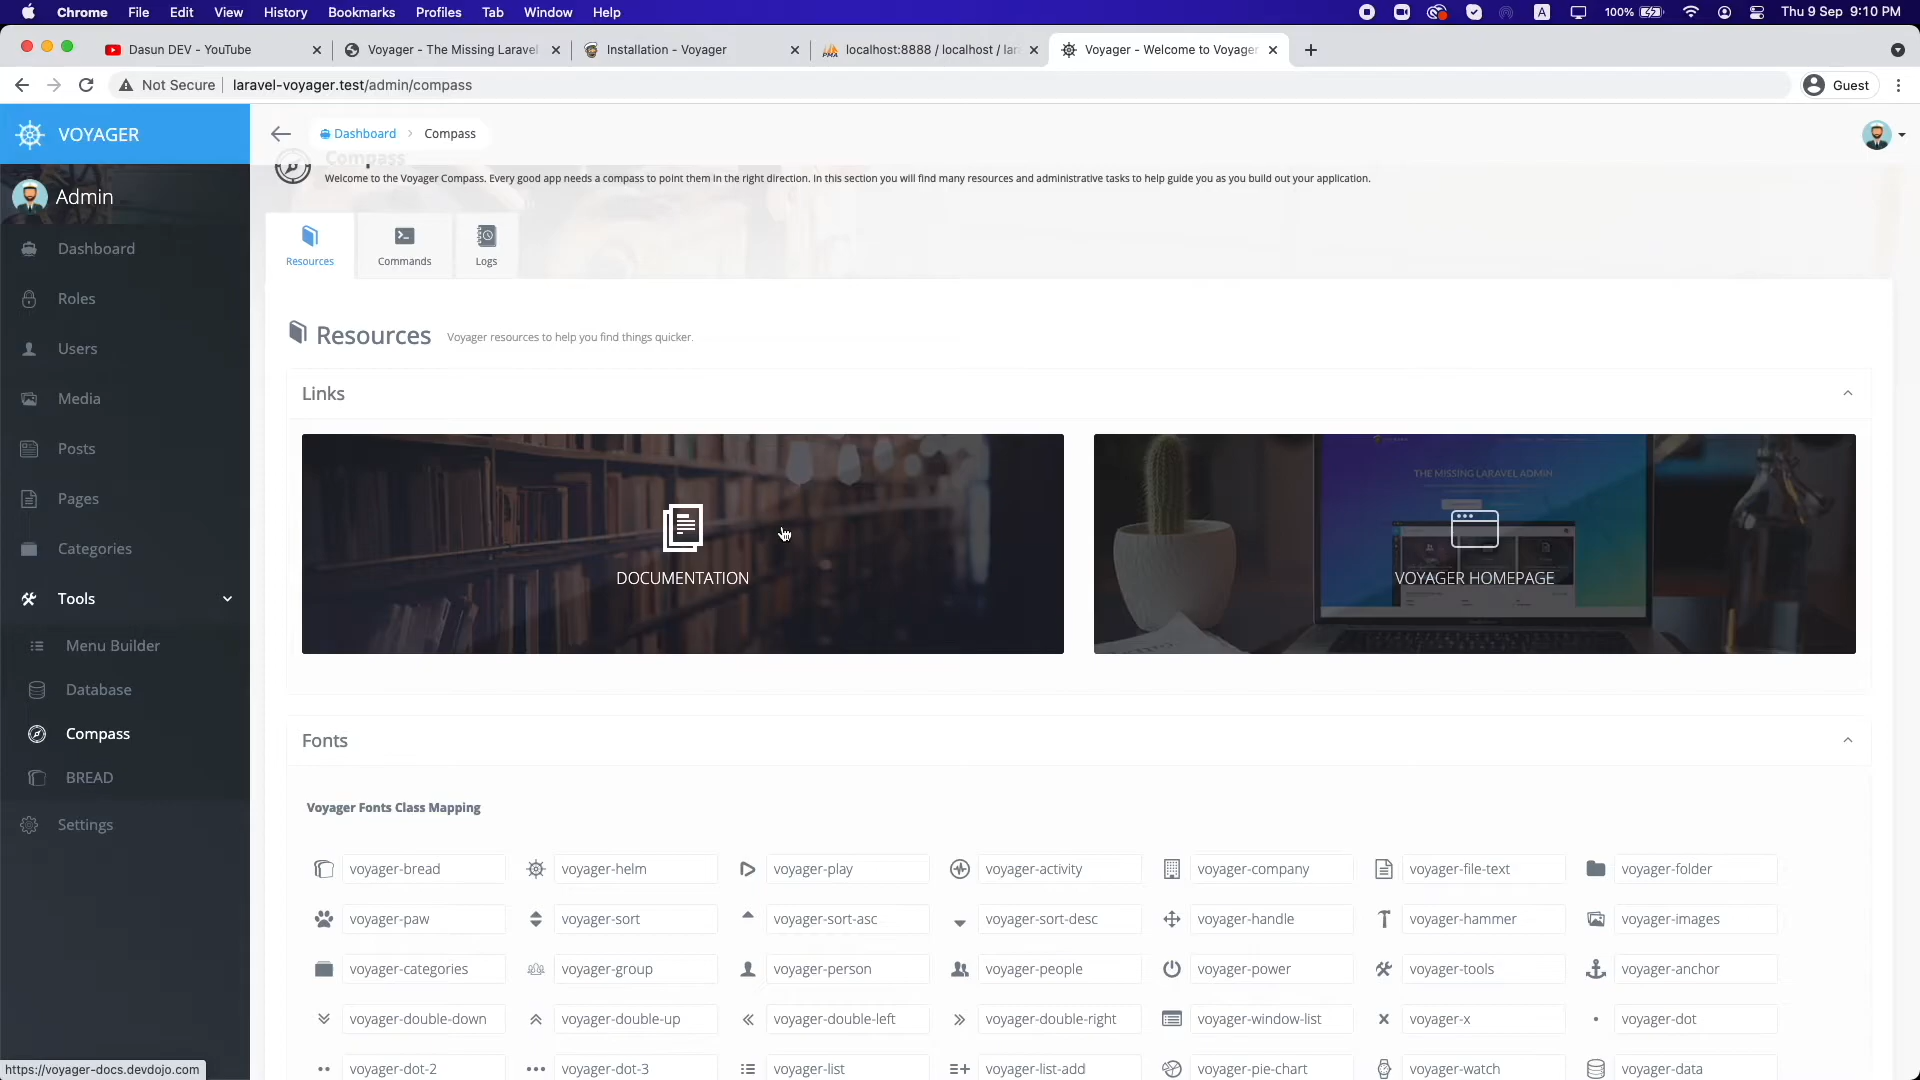 Chrome File Edit View History Bookmarks Profiles Tab Window Help A 100% Thu 9 Sep 9:10 PM
Dasun DEV - YouTube Voyager - The Missing Laravel Installation - Voyager PMA localhost:8888 / localhost / lar Voyager - Welcome to Voyager
Not Secure laravel-voyager.test/admin/compass Guest
VOYAGER Dashboard > Compass
Compass
Welcome to the Voyager Compass. Every good app needs a compass to point them in the right direction. In this section you will find many resources and administrative tasks to help guide you as you build out your application.
Admin
Dashboard
Roles
Users
Media
Posts
Pages
Categories
Tools
Menu Builder
Database
Compass
BREAD
Settings
Resources Commands Logs
Resources Voyager resources to help you find things quicker.
Links
DOCUMENTATION
THE MISSING LARAVEL ADMIN
VOYAGER HOMEPAGE
Fonts
Voyager Fonts Class Mapping
voyager-bread voyager-helm voyager-play voyager-activity voyager-company voyager-file-text voyager-folder
voyager-paw voyager-sort voyager-sort-asc voyager-sort-desc voyager-handle voyager-hammer voyager-images
voyager-categories voyager-group voyager-person voyager-people voyager-power voyager-tools voyager-anchor
voyager-double-down voyager-double-up voyager-double-left voyager-double-right voyager-window-list voyager-x voyager-dot
voyager-dot-2 voyager-dot-3 voyager-list voyager-list-add voyager-pie-chart voyager-watch voyager-data
https://voyager-docs.devdojo.com